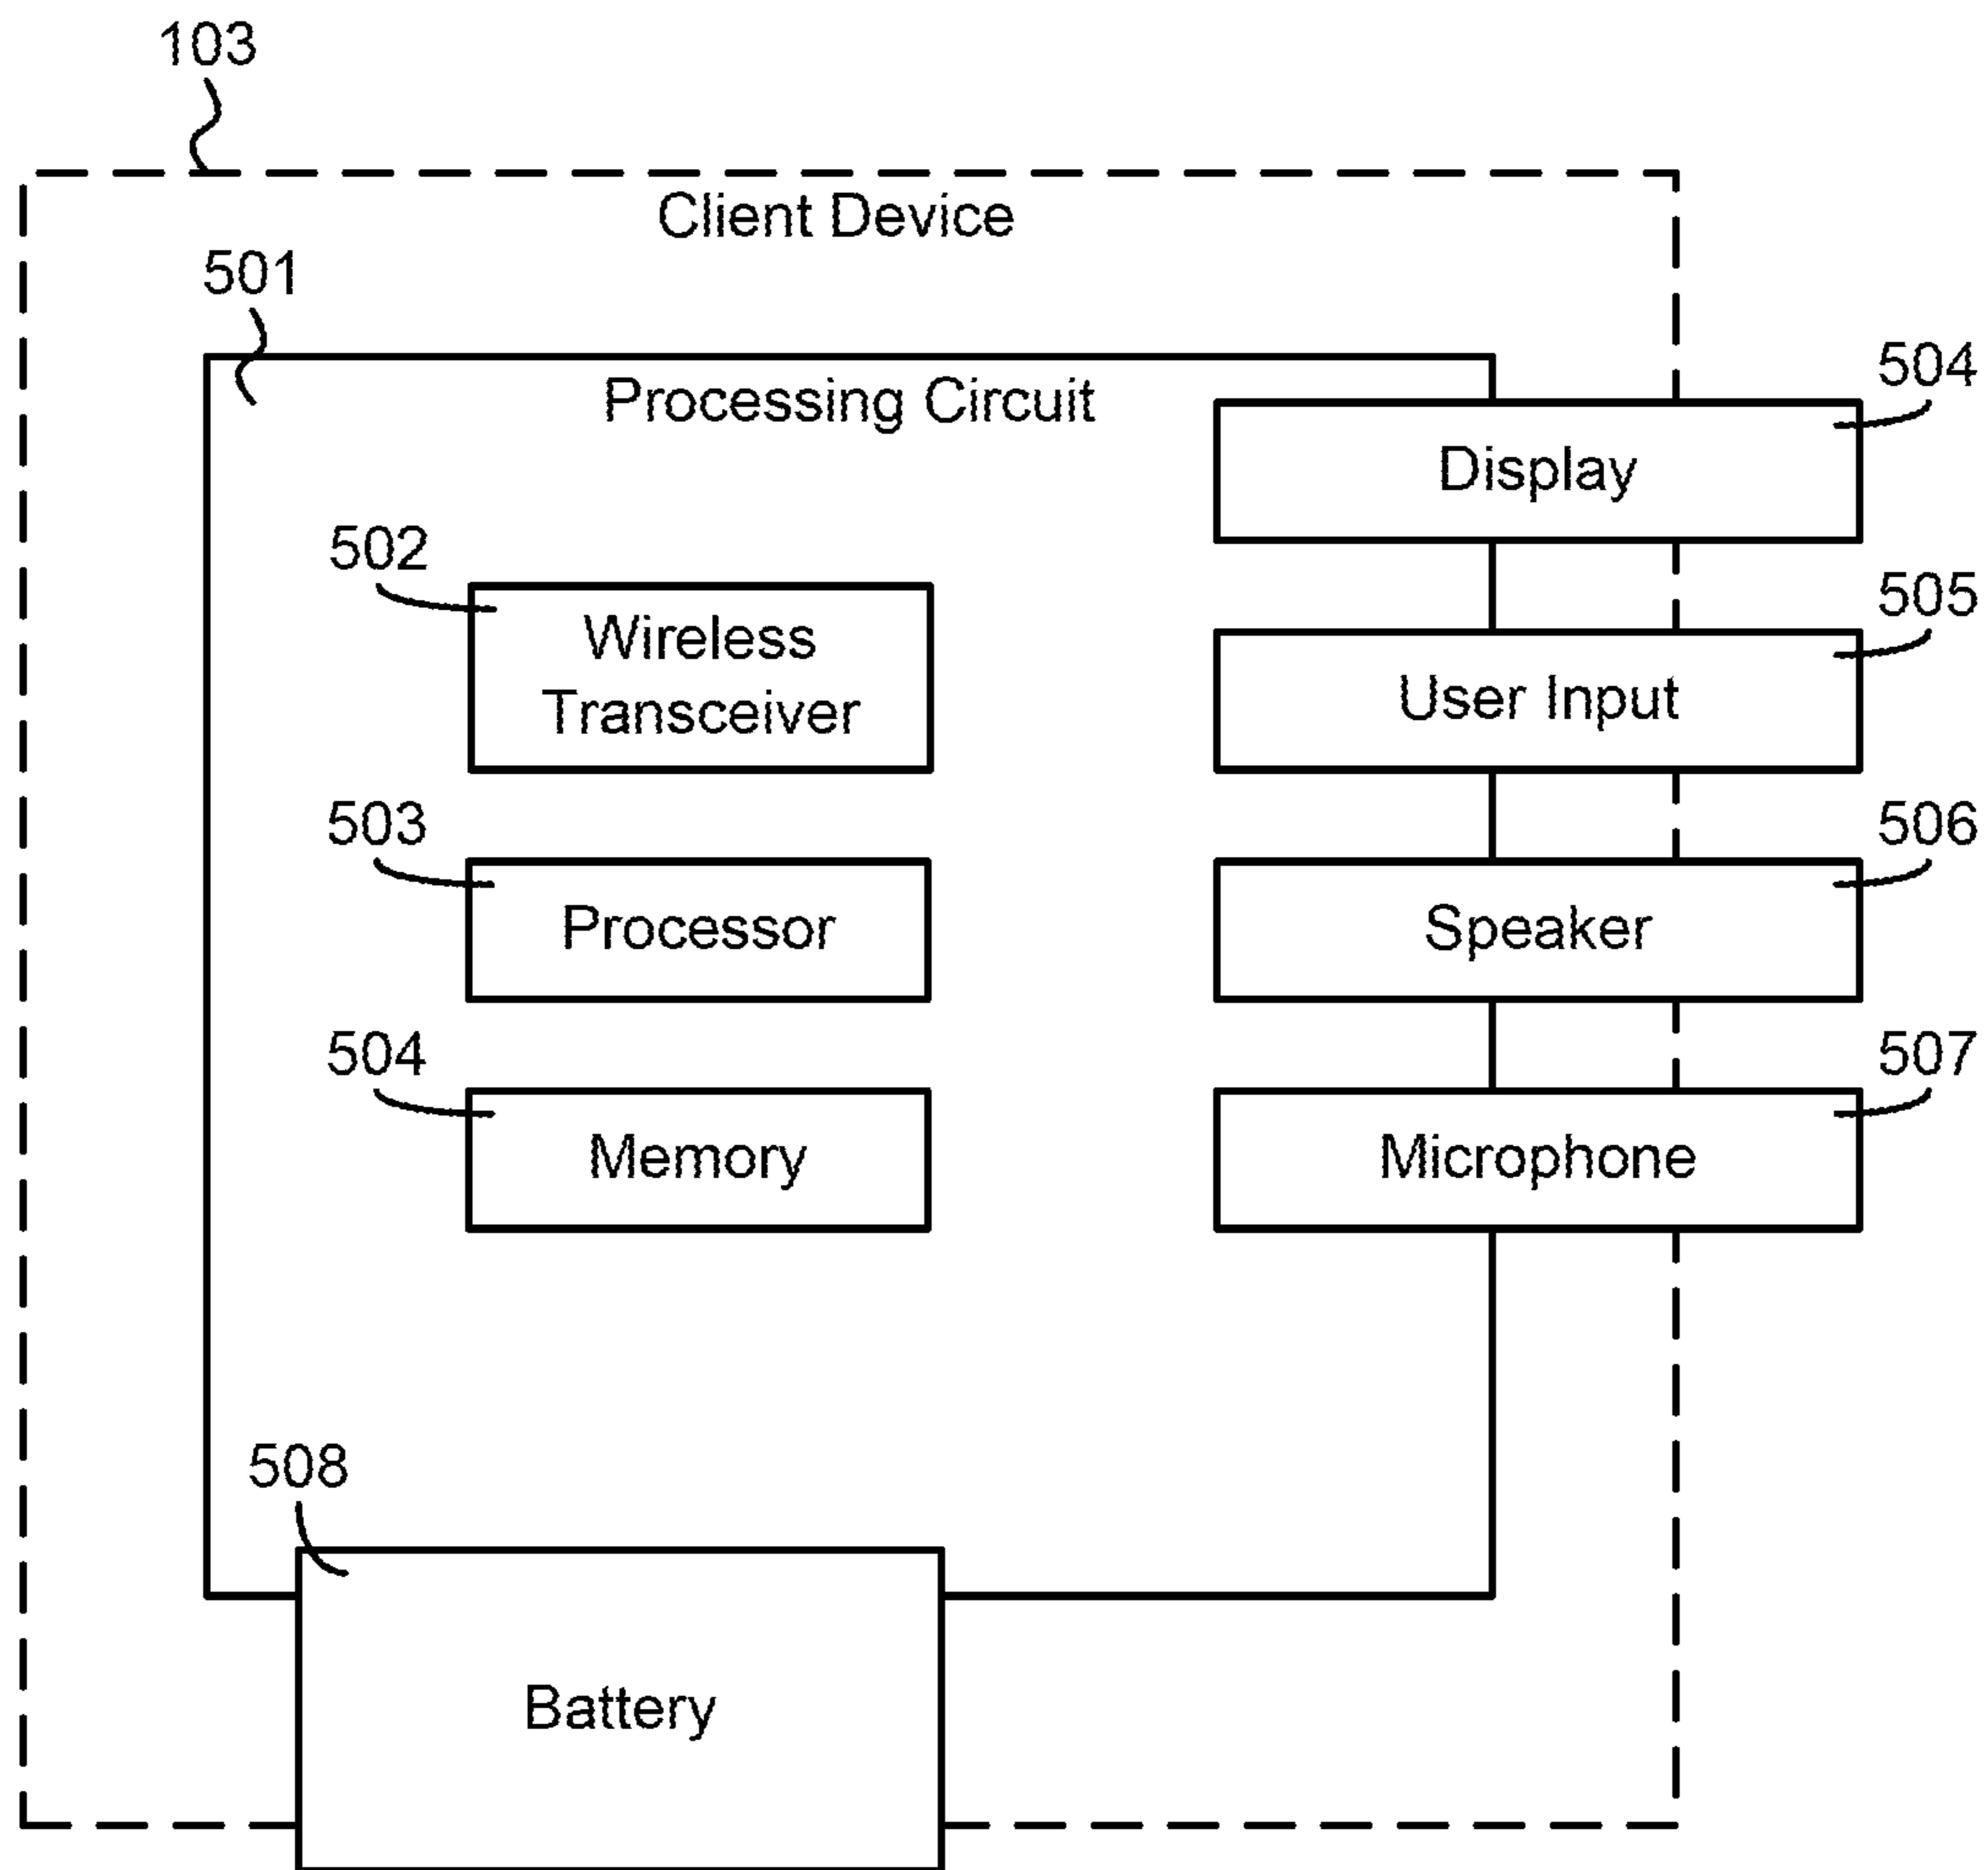 103
Client Device
501
Processing Circuit
504
Display
502
Wireless
Transceiver
505
User Input
503
Processor
506
Speaker
504
Memory
507
Microphone
508
Battery